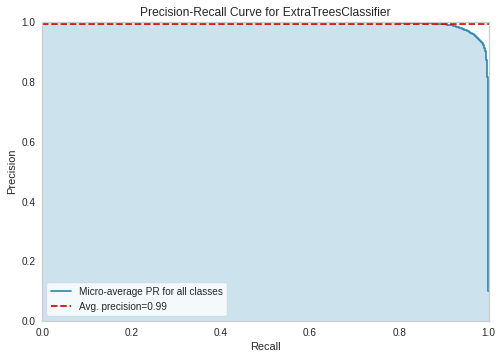 Precision-Recall Curve for ExtraTreesClassifier
1.0
0.8
0.6
0.4
0.2
0.0
Precision
Micro-average PR for all classes
Avg. precision=0.99
0.0 0.2 0.4 0.6 0.8 1.0
Recall